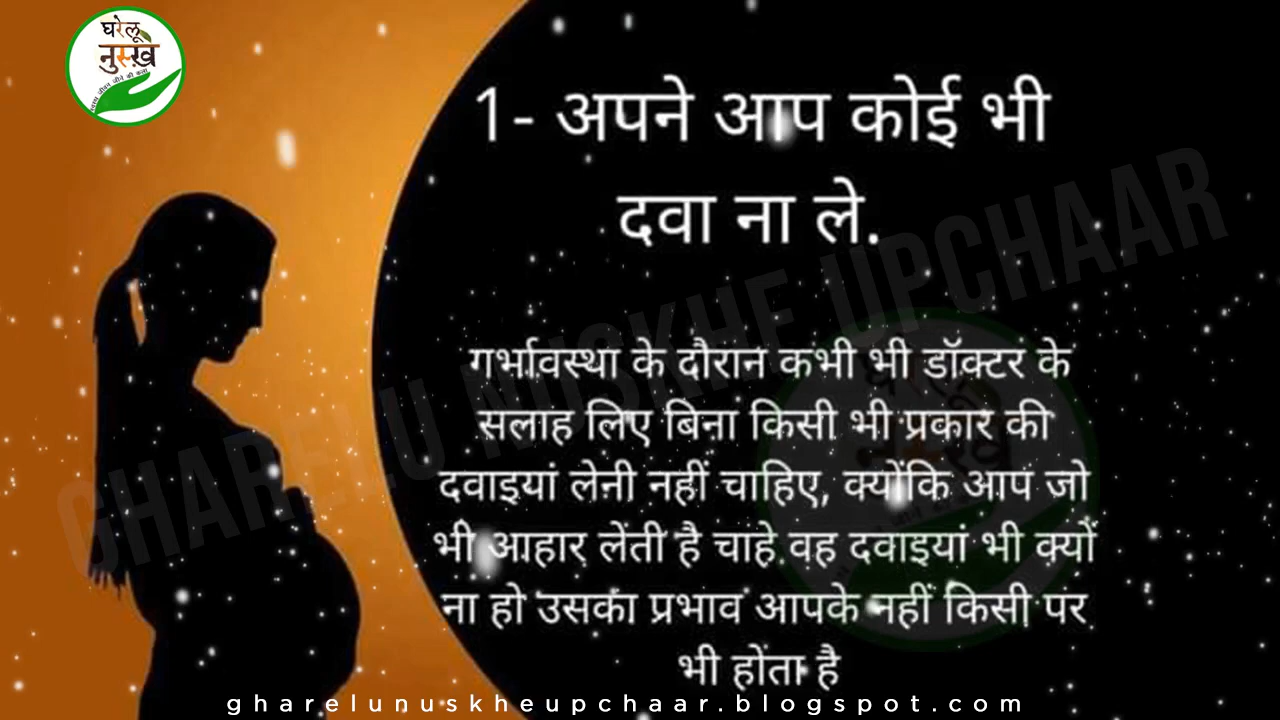 घरेलू
नुस्ख़े
1- अपने आप कोई भी
दवा ना ले.
गर्भावस्था के दौरान कभी भी डॉक्टर के
सलाह लिए बिना किसी भी प्रकार की
दवाइयां लेनी नहीं चाहिए, क्योंकि आप जो
भी आहार लेती है चाहे वह दवाइयां भी क्यों
ना हो उसका प्रभाव आपके नहीं किसी पर
भी होता है
GHARELU NUSKHE UPCHAAR
gharelunuskheupchaar.blogspot.com